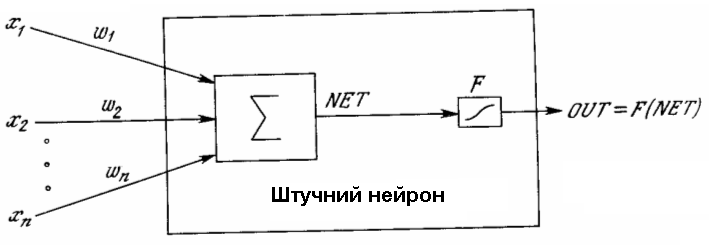 x₁ w₁
x₂ w₂
xₙ wₙ
Σ
NET
F
OUT = F(NET)
Штучний нейрон